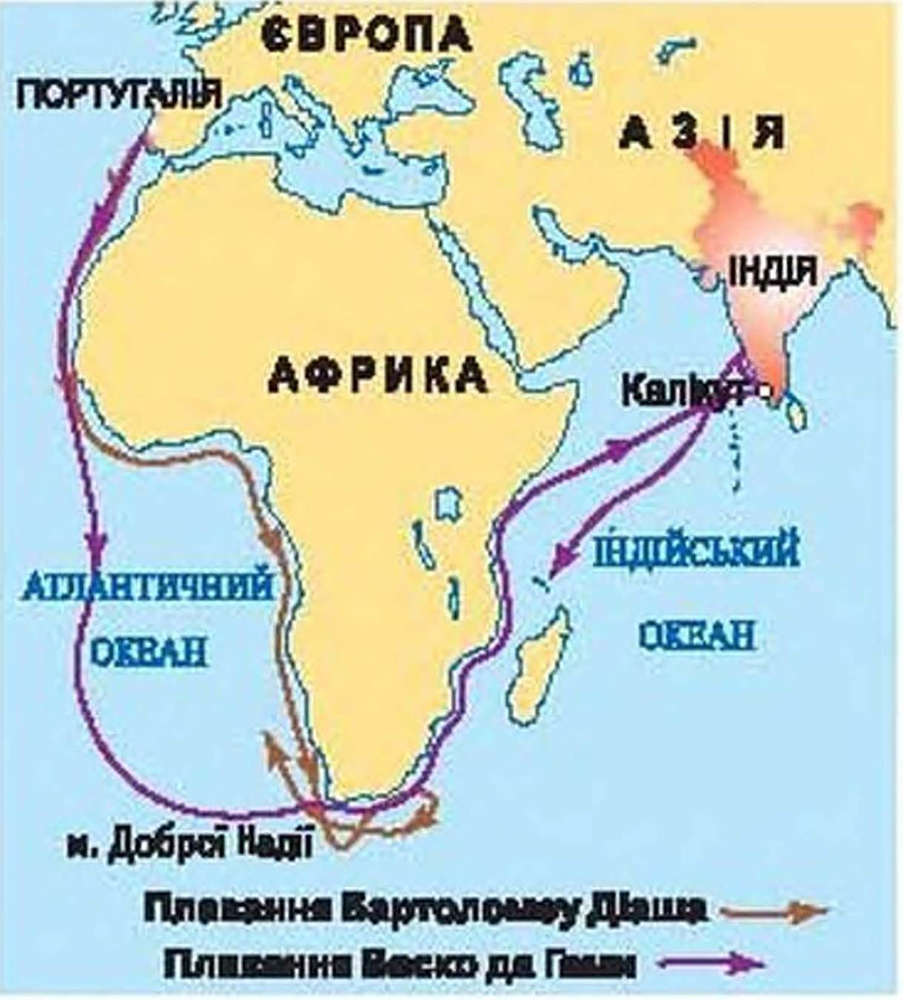 ЄВРОПА
ПОРТУГАЛІЯ
АЗІЯ
ІНДІЯ
АФРИКА
Калікут
ІНДІЙСЬКИЙ
ОКЕАН
АТЛАНТИЧНИЙ
ОКЕАН
м. Доброї Надії
Плавання Бартоломеу Діаша
Плавання Васко да Гами